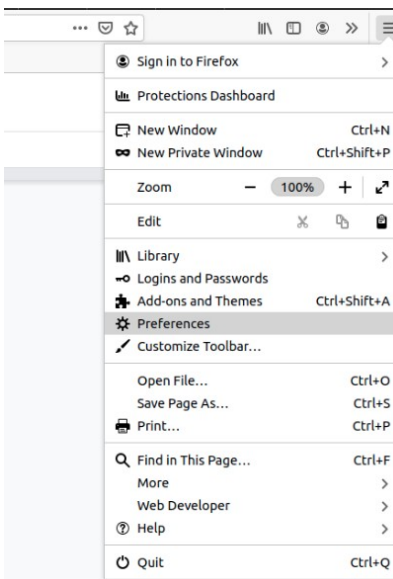 Sign in to Firefox
Protections Dashboard
New Window Ctrl+N
New Private Window Ctrl+Shift+P
Zoom 100%
Edit
Library
Logins and Passwords
Add-ons and Themes Ctrl+Shift+A
Preferences
Customize Toolbar...
Open File... Ctrl+O
Save Page As... Ctrl+S
Print... Ctrl+P
Find in This Page... Ctrl+F
More
Web Developer
Help
Quit Ctrl+Q